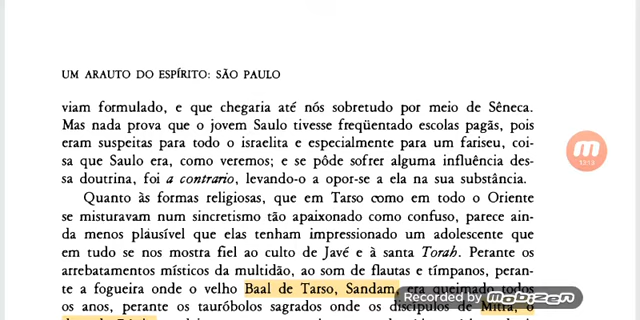 UM ARAUTO DO ESPÍRITO: SÃO PAULO
viam formulado, e que chegaria até nós sobretudo por meio de Sêneca.
Mas nada prova que o jovem Saulo tivesse freqüentado escolas pagãs, pois
eram suspeitas para todo o israelita e especialmente para um fariseu, coi-
sa que Saulo era, como veremos; e se pôde sofrer alguma influência des-
sa doutrina, foi a contrario, levando-o a opor-se a ela na sua substância.
Quanto às formas religiosas, que em Tarso como em todo o Oriente
se misturavam num sincretismo tão apaixonado como confuso, parece ain-
da menos pláusível que elas tenham impressionado um adolescente que
em tudo se nos mostra fiel ao culto de Javé e à santa Torah. Perante os
arrebatamentos místicos da multidão, ao som de flautas e tímpanos, peran-
te a fogueira onde o velho Baal de Tarso, Sandam, era queimado todos
os anos, perante os tauróbolos sagrados onde os discípulos de Mitra, o
13:13
Recorded by mobizen